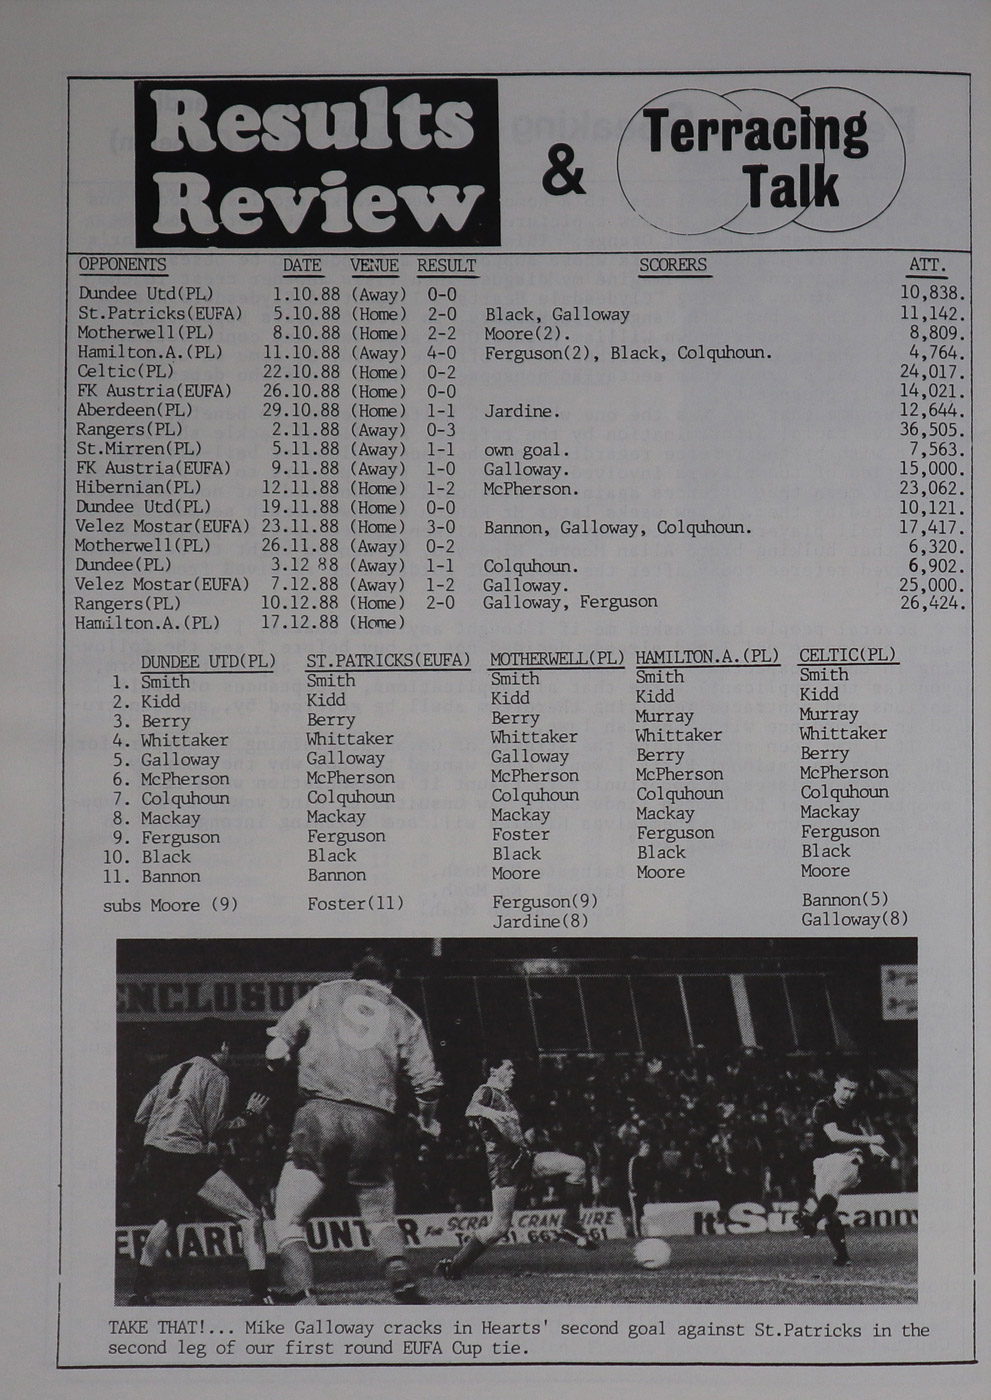 Results
Review
&
Terracing
Talk
OPPONENTS DATE VENUE RESULT SCORERS ATT.
Dundee Utd(PL) 1.10.88 (Away) 0-0 10,838.
St.Patricks(EUFA) 5.10.88 (Home) 2-0 Black, Galloway 11,142.
Motherwell(PL) 8.10.88 (Home) 2-2 Moore(2). 8,809.
Hamilton.A.(PL) 11.10.88 (Away) 4-0 Ferguson(2), Black, Colquhoun. 4,764.
Celtic(PL) 22.10.88 (Home) 0-2 24,017.
FK Austria(EUFA) 26.10.88 (Home) 0-0 14,021.
Aberdeen(PL) 29.10.88 (Home) 1-1 Jardine. 12,644.
Rangers(PL) 2.11.88 (Away) 0-3 36,505.
St.Mirren(PL) 5.11.88 (Away) 1-1 own goal. 7,563.
FK Austria(EUFA) 9.11.88 (Away) 1-0 Galloway. 15,000.
Hibernian(PL) 12.11.88 (Home) 1-2 McPherson. 23,062.
Dundee Utd(PL) 19.11.88 (Home) 0-0 10,121.
Velez Mostar(EUFA) 23.11.88 (Home) 3-0 Bannon, Galloway, Colquhoun. 17,417.
Motherwell(PL) 26.11.88 (Away) 0-2 6,320.
Dundee(PL) 3.12 88 (Away) 1-1 Colquhoun. 6,902.
Velez Mostar(EUFA) 7.12.88 (Away) 1-2 Galloway. 25,000.
Rangers(PL) 10.12.88 (Home) 2-0 Galloway, Ferguson 26,424.
Hamilton.A.(PL) 17.12.88 (Home)
DUNDEE UTD(PL) ST.PATRICKS(EUFA) MOTHERWELL(PL) HAMILTON.A.(PL) CELTIC(PL)
1. Smith Smith Smith Smith Smith
2. Kidd Kidd Kidd Kidd Kidd
3. Berry Berry Berry Murray Murray
4. Whittaker Whittaker Whittaker Whittaker Whittaker
5. Galloway Galloway Galloway Berry Berry
6. McPherson McPherson McPherson McPherson McPherson
7. Colquhoun Colquhoun Colquhoun Colquhoun Colquhoun
8. Mackay Mackay Mackay Mackay Mackay
9. Ferguson Ferguson Foster Ferguson Ferguson
10. Black Black Black Black Black
11. Bannon Bannon Moore Moore Moore
subs Moore (9) Foster(11) Ferguson(9) Bannon(5)
Jardine(8) Galloway(8)
9
1
TAKE THAT!... Mike Galloway cracks in Hearts' second goal against St.Patricks in the
second leg of our first round EUFA Cup tie.